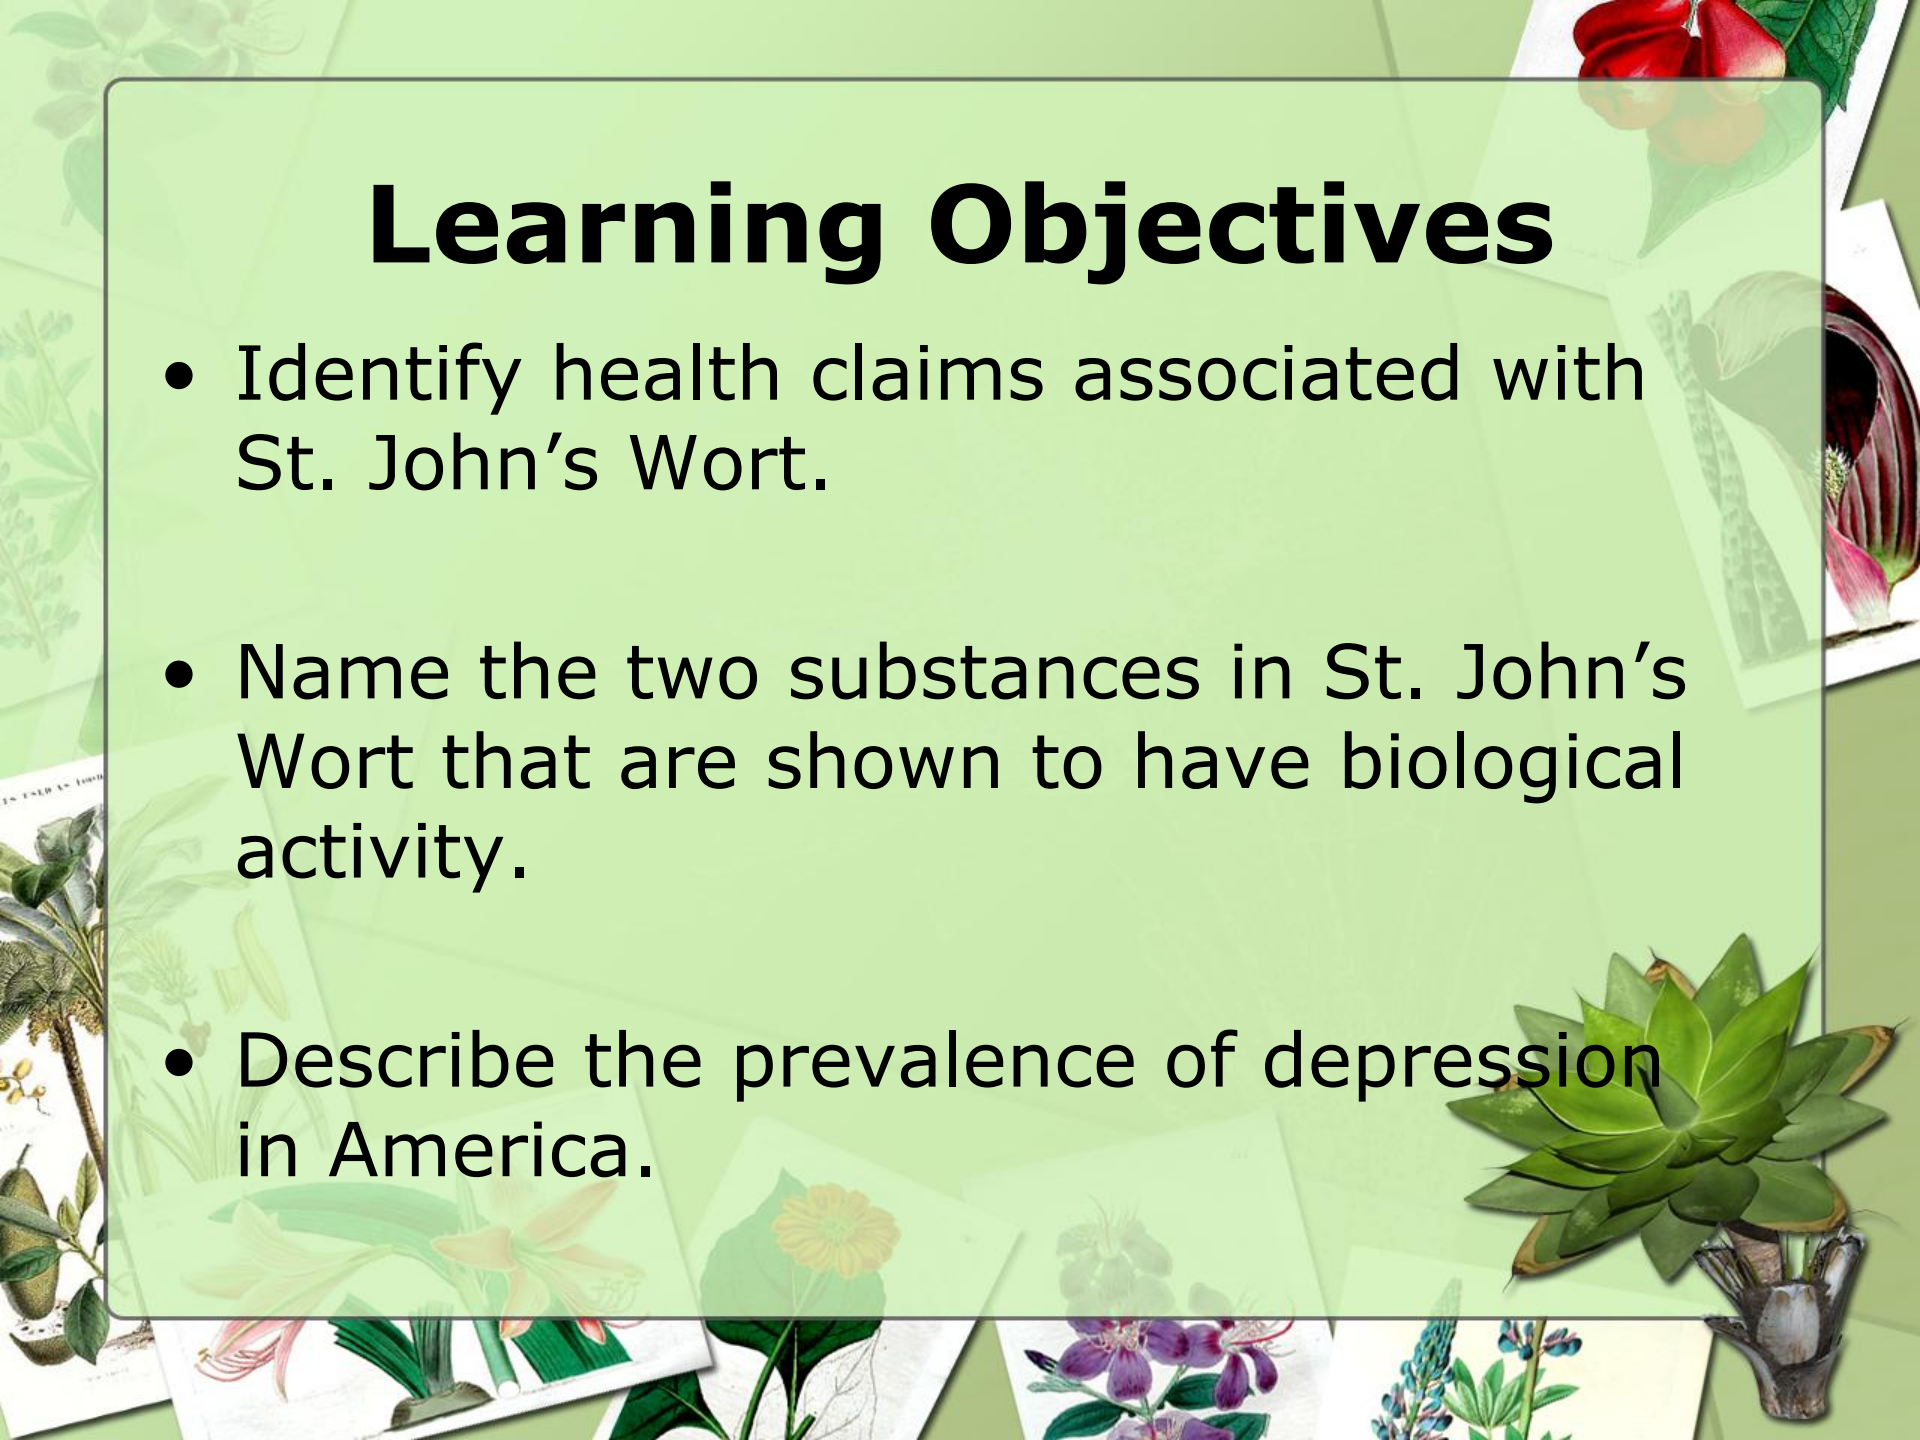 Learning Objectives
• Identify health claims associated with
St. John’s Wort.
• Name the two substances in St. John’s
Wort that are shown to have biological
activity.
• Describe the prevalence of depression
in America.